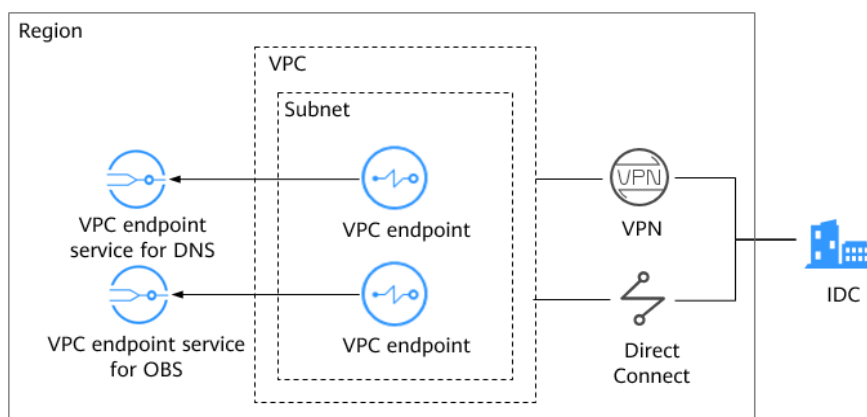 Region
VPC
Subnet
VPC endpoint
service for DNS
VPC endpoint
VPN
VPN
VPC endpoint service
for OBS
VPC endpoint
Direct
Connect
IDC